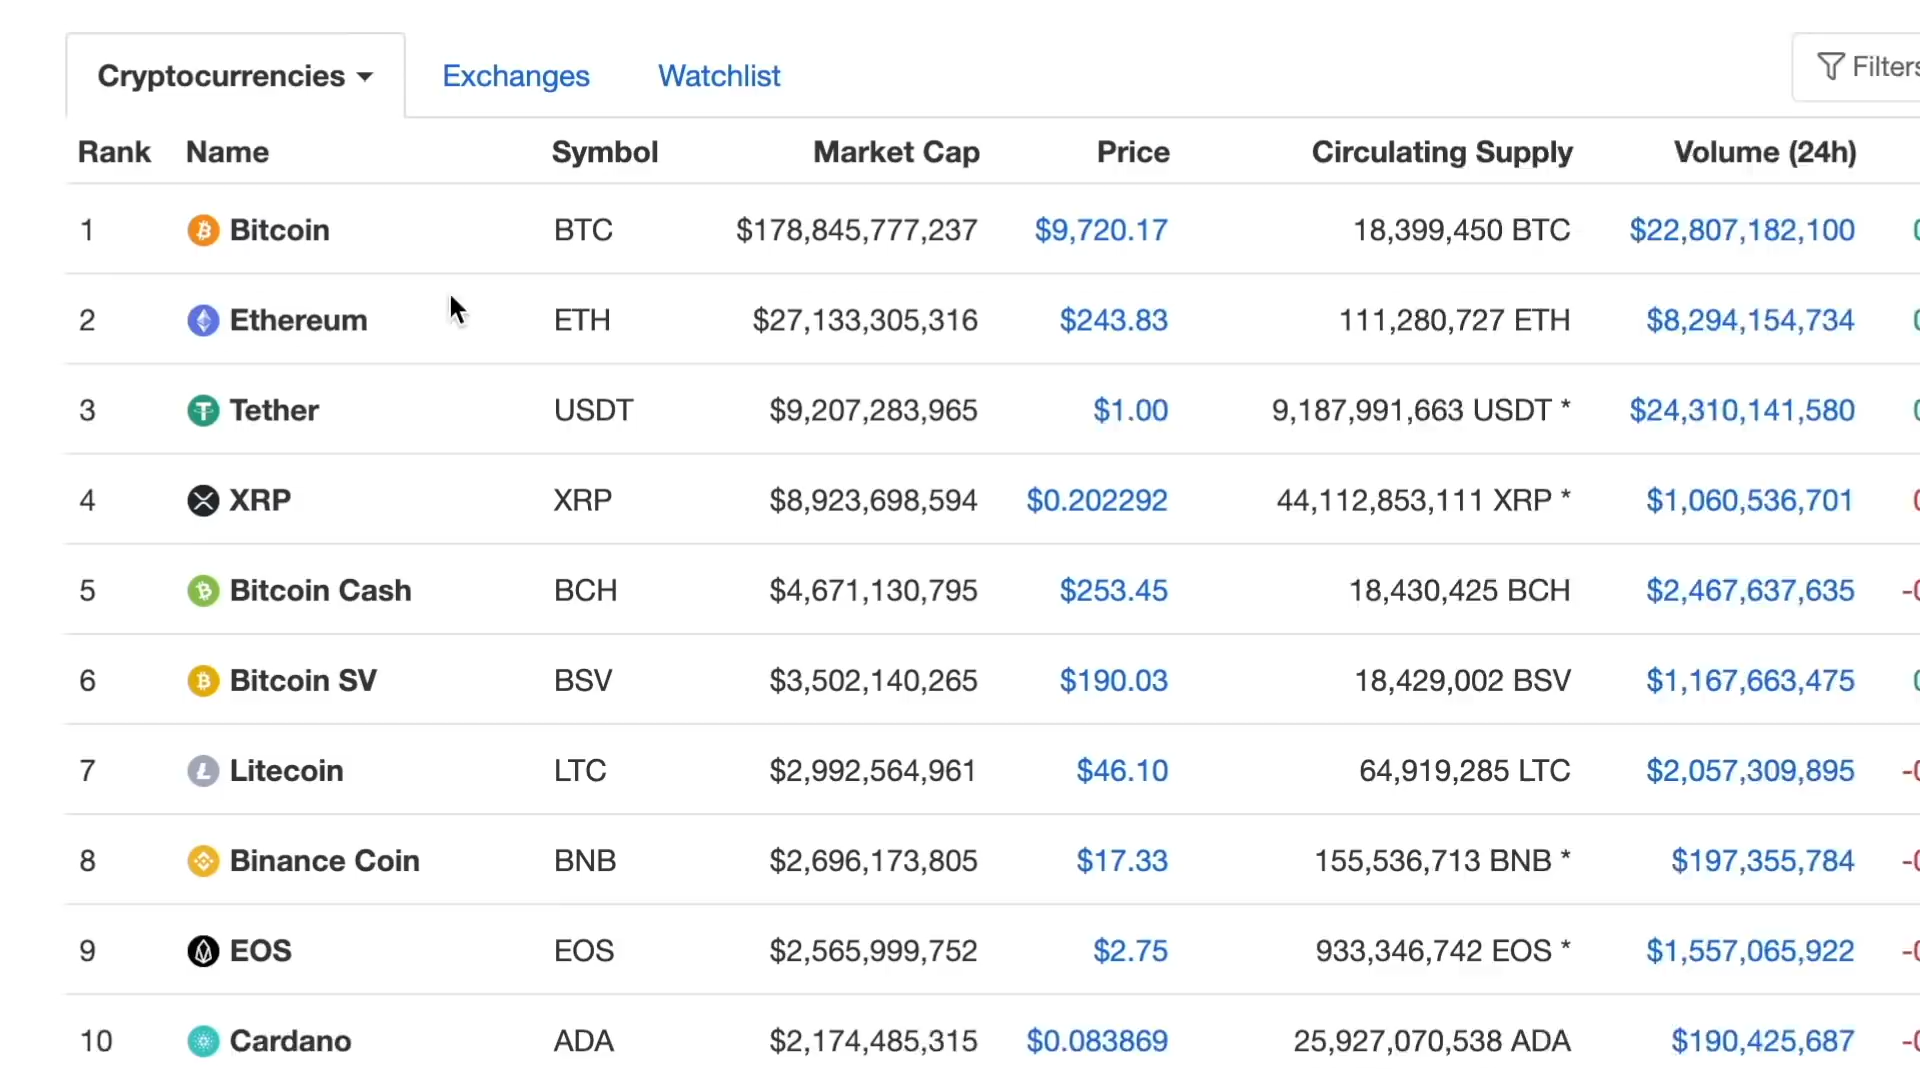 Cryptocurrencies Exchanges Watchlist Filters
Rank Name Symbol Market Cap Price Circulating Supply Volume (24h)
1 Bitcoin BTC $178,845,777,237 $9,720.17 18,399,450 BTC $22,807,182,100
2 Ethereum ETH $27,133,305,316 $243.83 111,280,727 ETH $8,294,154,734
3 Tether USDT $9,207,283,965 $1.00 9,187,991,663 USDT * $24,310,141,580
4 XRP XRP $8,923,698,594 $0.202292 44,112,853,111 XRP * $1,060,536,701
5 Bitcoin Cash BCH $4,671,130,795 $253.45 18,430,425 BCH $2,467,637,635
6 Bitcoin SV BSV $3,502,140,265 $190.03 18,429,002 BSV $1,167,663,475
7 Litecoin LTC $2,992,564,961 $46.10 64,919,285 LTC $2,057,309,895
8 Binance Coin BNB $2,696,173,805 $17.33 155,536,713 BNB * $197,355,784
9 EOS EOS $2,565,999,752 $2.75 933,346,742 EOS * $1,557,065,922
10 Cardano ADA $2,174,485,315 $0.083869 25,927,070,538 ADA $190,425,687